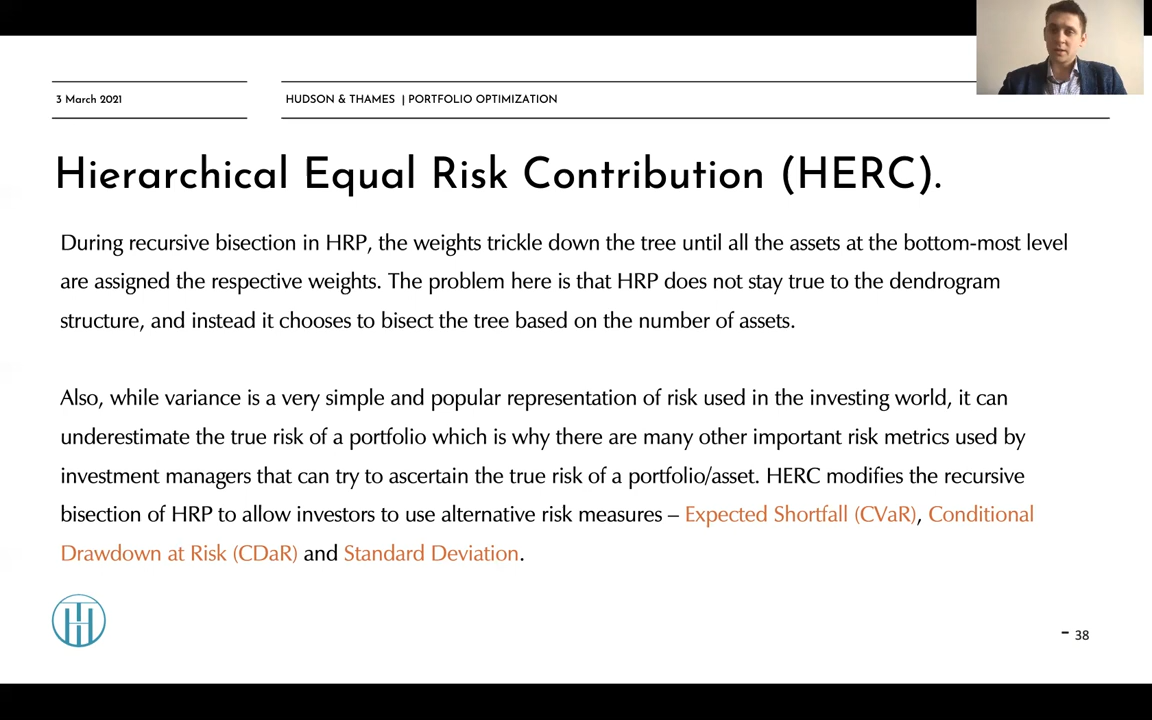 3 March 2021
HUDSON & THAMES | PORTFOLIO OPTIMIZATION
Hierarchical Equal Risk Contribution (HERC).
During recursive bisection in HRP, the weights trickle down the tree until all the assets at the bottom-most level
are assigned the respective weights. The problem here is that HRP does not stay true to the dendrogram
structure, and instead it chooses to bisect the tree based on the number of assets.
Also, while variance is a very simple and popular representation of risk used in the investing world, it can
underestimate the true risk of a portfolio which is why there are many other important risk metrics used by
investment managers that can try to ascertain the true risk of a portfolio/asset. HERC modifies the recursive
bisection of HRP to allow investors to use alternative risk measures – Expected Shortfall (CVaR), Conditional
Drawdown at Risk (CDaR) and Standard Deviation.
- 38